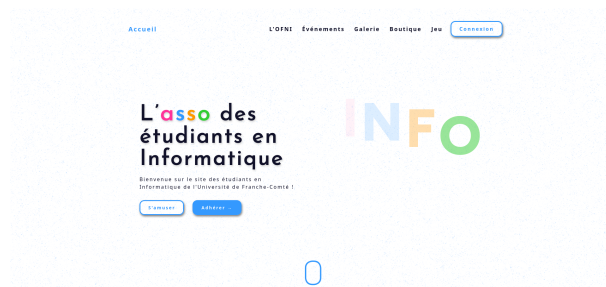 Accueil
L'OFNI Événements Galerie Boutique Jeu Connexion
L'asso des
étudiants en
Informatique
INFO
Bienvenue sur le site des étudiants en
Informatique de l'Université de Franche-Comté !
S'amuser Adhérer →